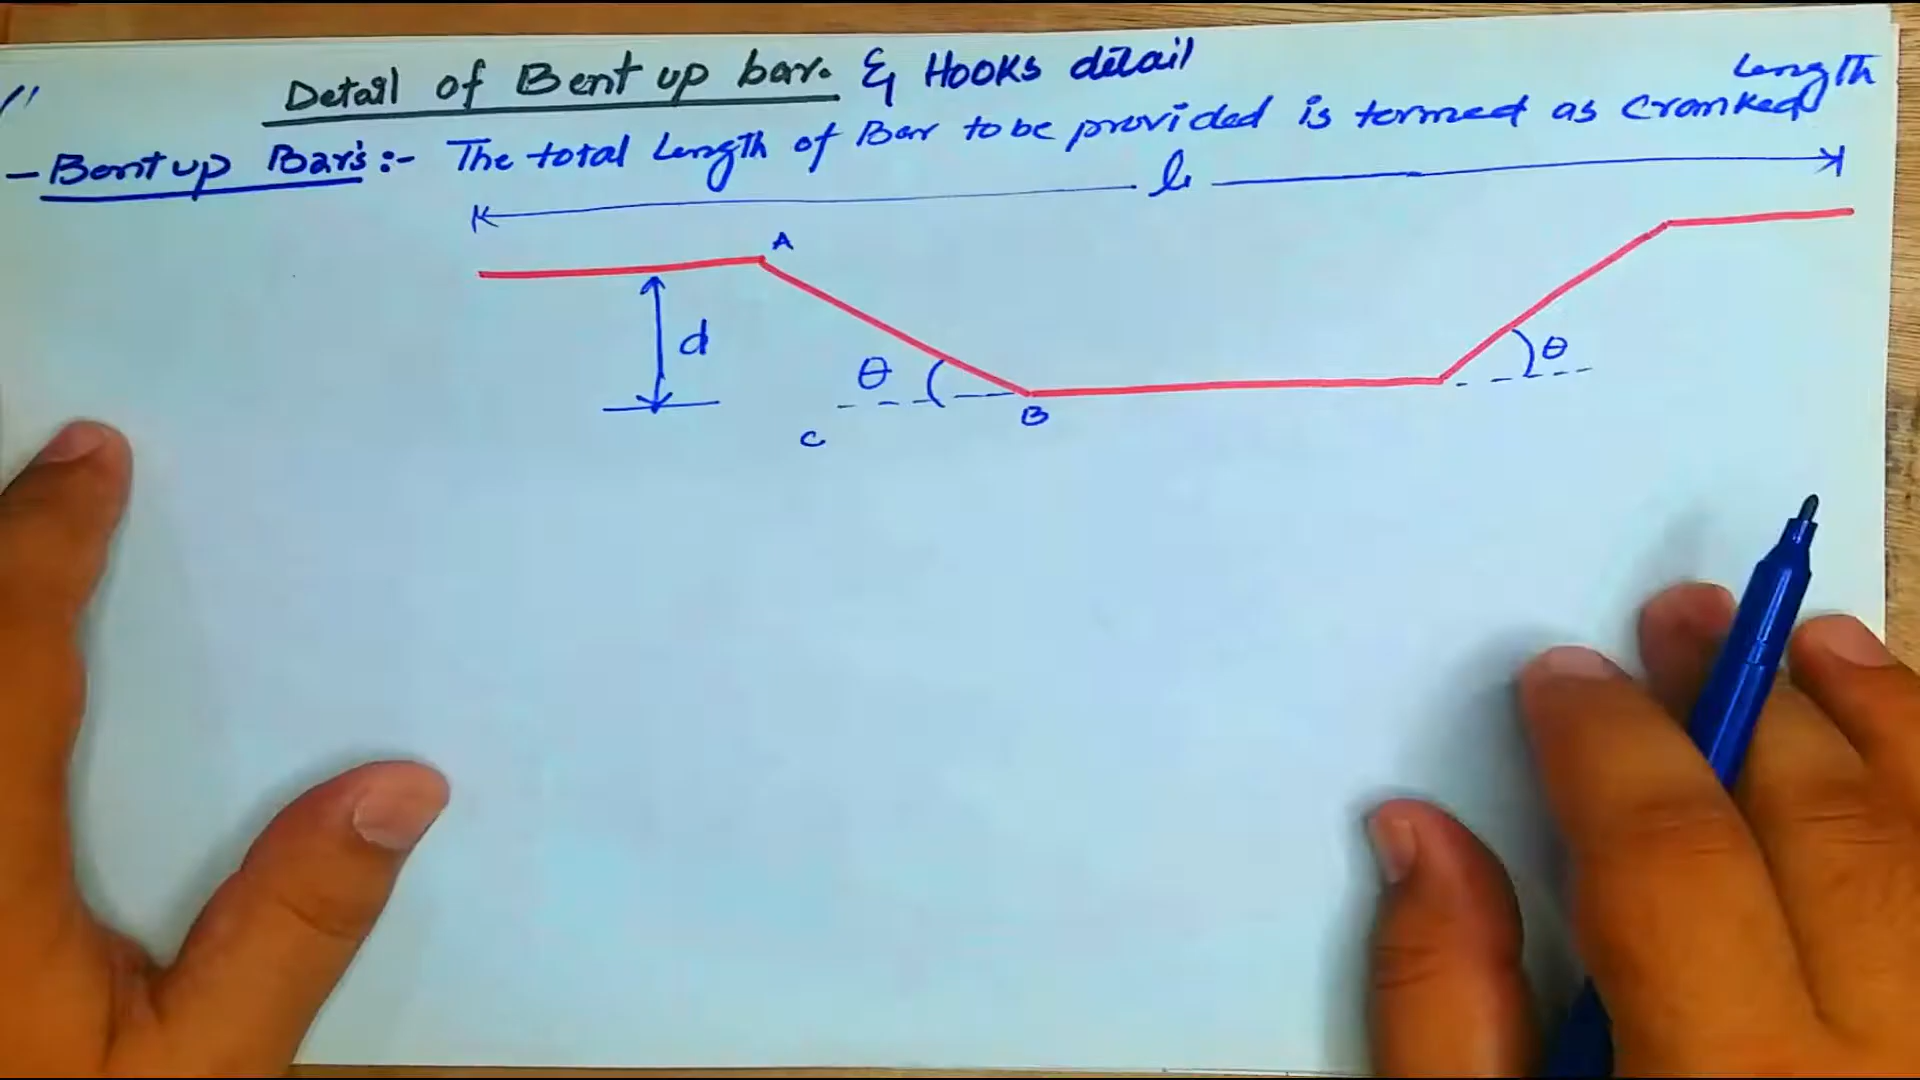 Detail of Bent up bar. & Hooks detail
Length
- Bent up Bar's :- The total Length of Bar to be provided is termed as Cranked
l
A
d
θ
θ
B
C